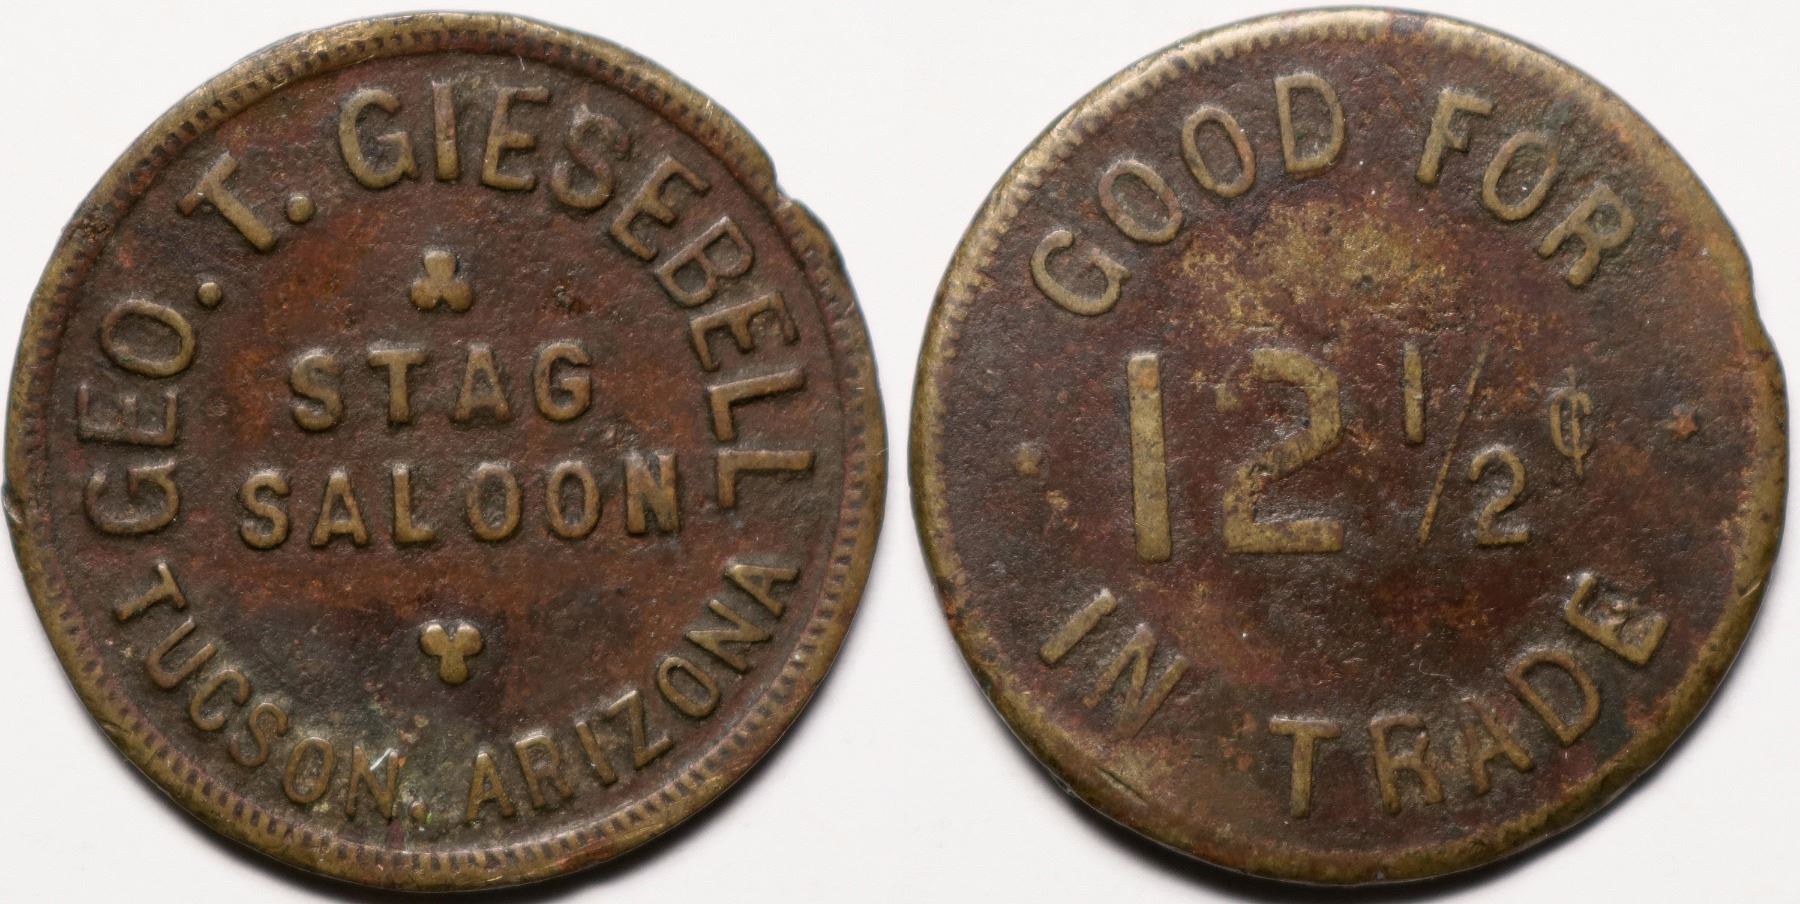 GEO. T. GIESEBELL
STAG
SALOON
TUCSON. ARIZONA
GOOD FOR
12 1/2 ¢
IN TRADE